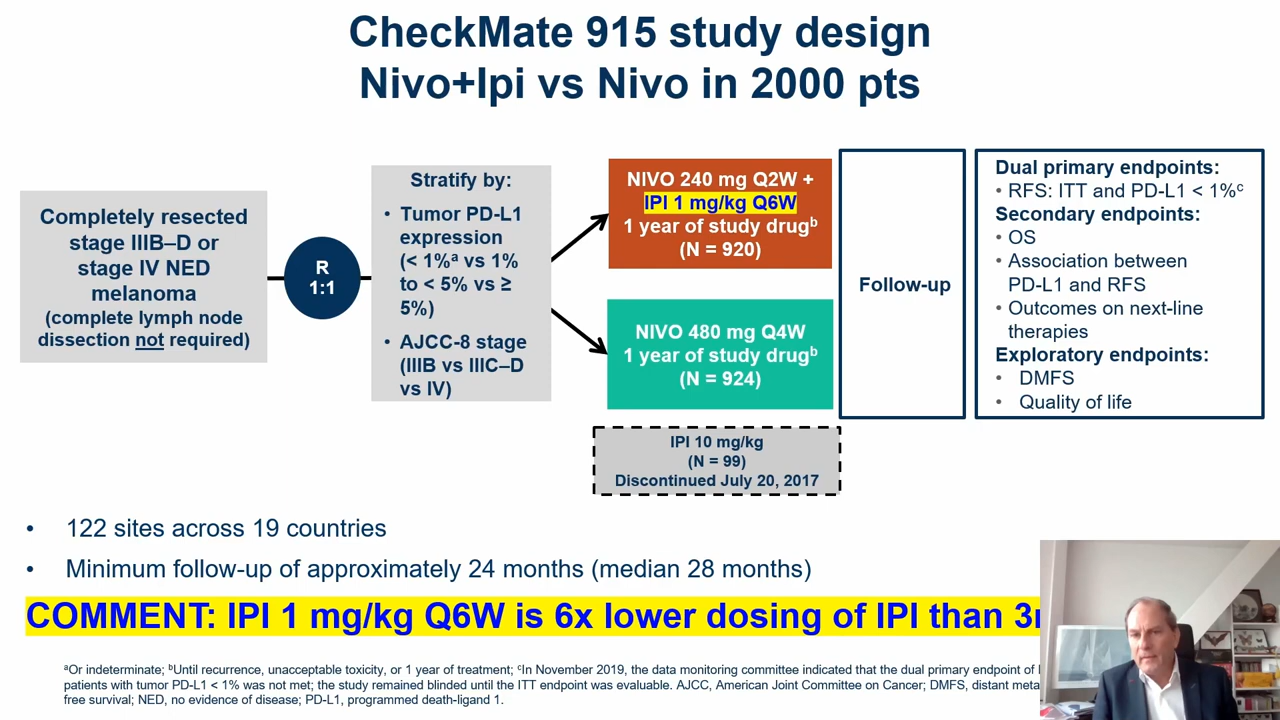 CheckMate 915 study design
Nivo+Ipi vs Nivo in 2000 pts
Completely resected
stage IIIB–D or
stage IV NED
melanoma
(complete lymph node
dissection not required)
R
1:1
Stratify by:
• Tumor PD-L1
expression
(< 1%ᵃ vs 1%
to < 5% vs ≥
5%)
• AJCC-8 stage
(IIIB vs IIIC–D
vs IV)
NIVO 240 mg Q2W +
IPI 1 mg/kg Q6W
1 year of study drugᵇ
(N = 920)
NIVO 480 mg Q4W
1 year of study drugᵇ
(N = 924)
IPI 10 mg/kg
(N = 99)
Discontinued July 20, 2017
Follow-up
Dual primary endpoints:
• RFS: ITT and PD-L1 < 1%ᶜ
Secondary endpoints:
• OS
• Association between
PD-L1 and RFS
• Outcomes on next-line
therapies
Exploratory endpoints:
• DMFS
• Quality of life
• 122 sites across 19 countries
• Minimum follow-up of approximately 24 months (median 28 months)
COMMENT: IPI 1 mg/kg Q6W is 6x lower dosing of IPI than
ᵃOr indeterminate; ᵇUntil recurrence, unacceptable toxicity, or 1 year of treatment; ᶜIn November 2019, the data monitoring committee indicated that the dual primary endpoint of
patients with tumor PD-L1 < 1% was not met; the study remained blinded until the ITT endpoint was evaluable. AJCC, American Joint Committee on Cancer; DMFS, distant
free survival; NED, no evidence of disease; PD-L1, programmed death-ligand 1.